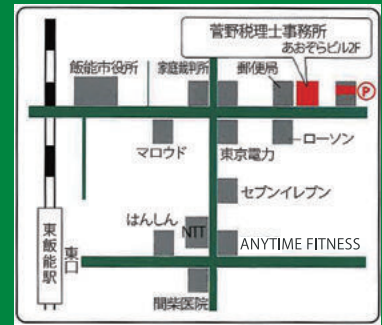 菅野税理士事務所
あおぞらビル2F
飯能市役所
家庭裁判所
郵便局
P
マロウド
東京電力
ローソン
セブンイレブン
はんしん
NTT
ANYTIME FITNESS
東飯能駅
東口
間柴医院